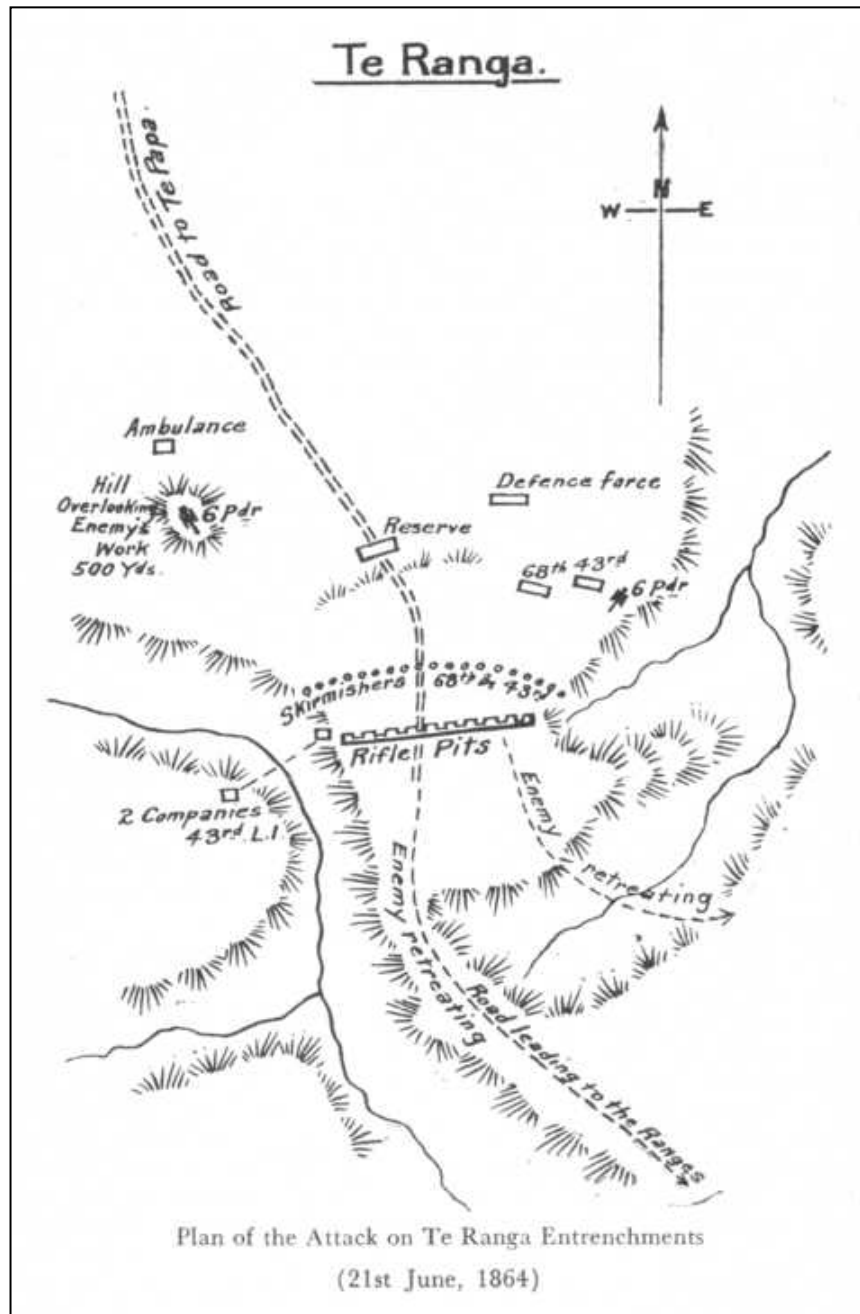 Te Ranga.
Road to Te Papa.
N
W
E
Ambulance
Hill
Overlooking
Enemy's
Work
500 Yds.
6 Pdr
Reserve
Defence Force
68th 43rd
6 Pdr
Skirmishers 68th & 43rd
Rifle Pits
2 Companies
43rd L.I.
Enemy retreating
Enemy retreating
Road leading to the Ranges
Plan of the Attack on Te Ranga Entrenchments
(21st June, 1864)